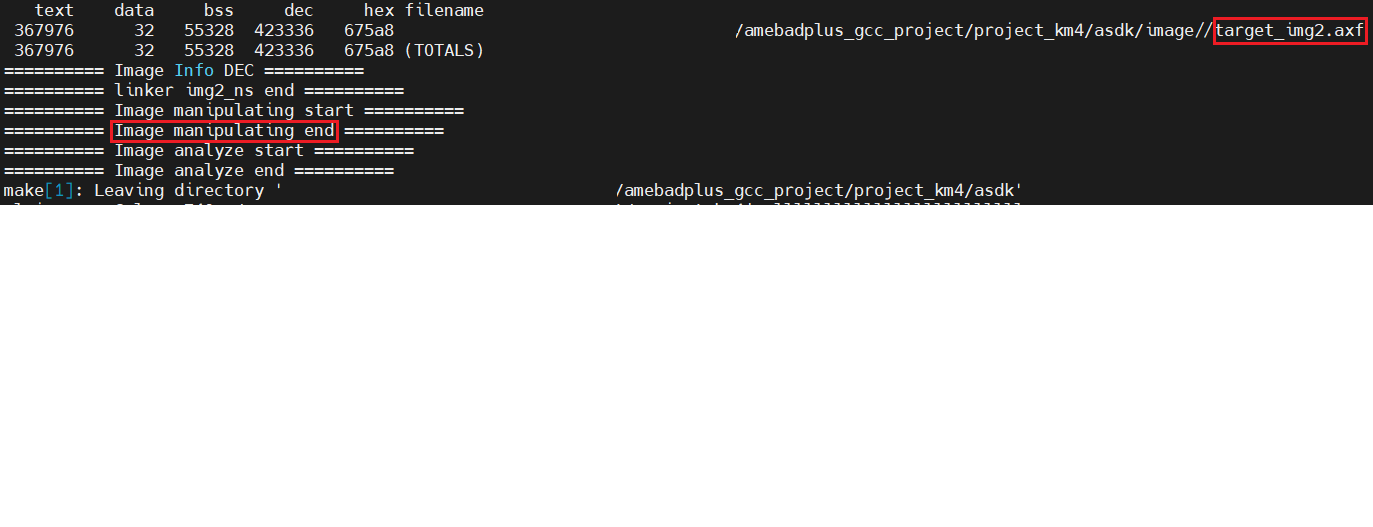 text data bss dec hex filename
367976 32 55328 423336 675a8 /amebadplus_gcc_project/project_km4/asdk/image//target_img2.axf
367976 32 55328 423336 675a8 (TOTALS)
========== Image Info DEC ==========
========== linker img2_ns end ==========
========== Image manipulating start ==========
========== Image manipulating end ==========
========== Image analyze start ==========
========== Image analyze end ==========
make[1]: Leaving directory ' /amebadplus_gcc_project/project_km4/asdk'